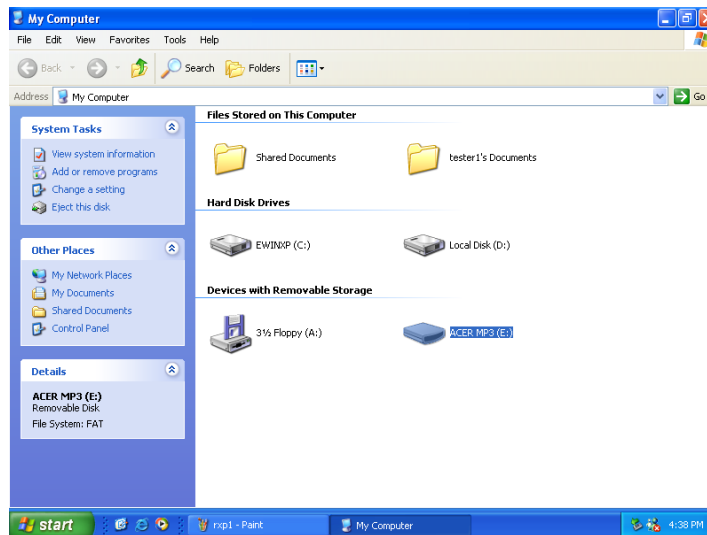 My Computer
File Edit View Favorites Tools Help
Back Search Folders
Address My Computer Go
System Tasks
View system information
Add or remove programs
Change a setting
Eject this disk
Other Places
My Network Places
My Documents
Shared Documents
Control Panel
Details
ACER MP3 (E:)
Removable Disk
File System: FAT
Files Stored on This Computer
Shared Documents tester1's Documents
Hard Disk Drives
EWINXP (C:) Local Disk (D:)
Devices with Removable Storage
3½ Floppy (A:) ACER MP3 (E:)
start rxp1 - Paint My Computer 4:38 PM